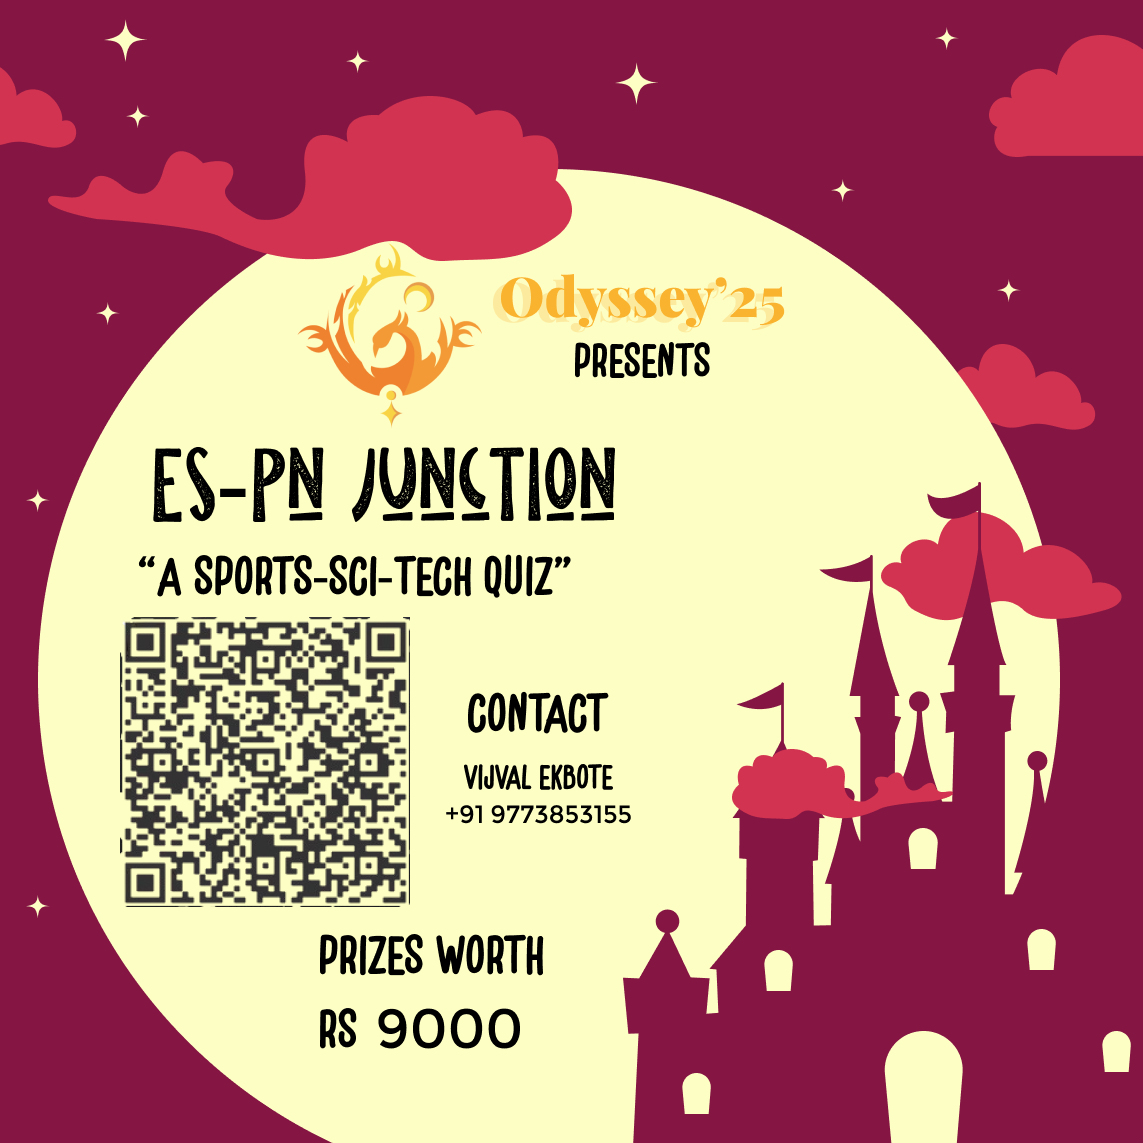 Odyssey'25
PRESENTS
ES-PN JUNCTION
“A SPORTS-SCI-TECH QUIZ”
CONTACT
VIJVAL EKBOTE
+91 9773853155
PRIZES WORTH
RS 9000